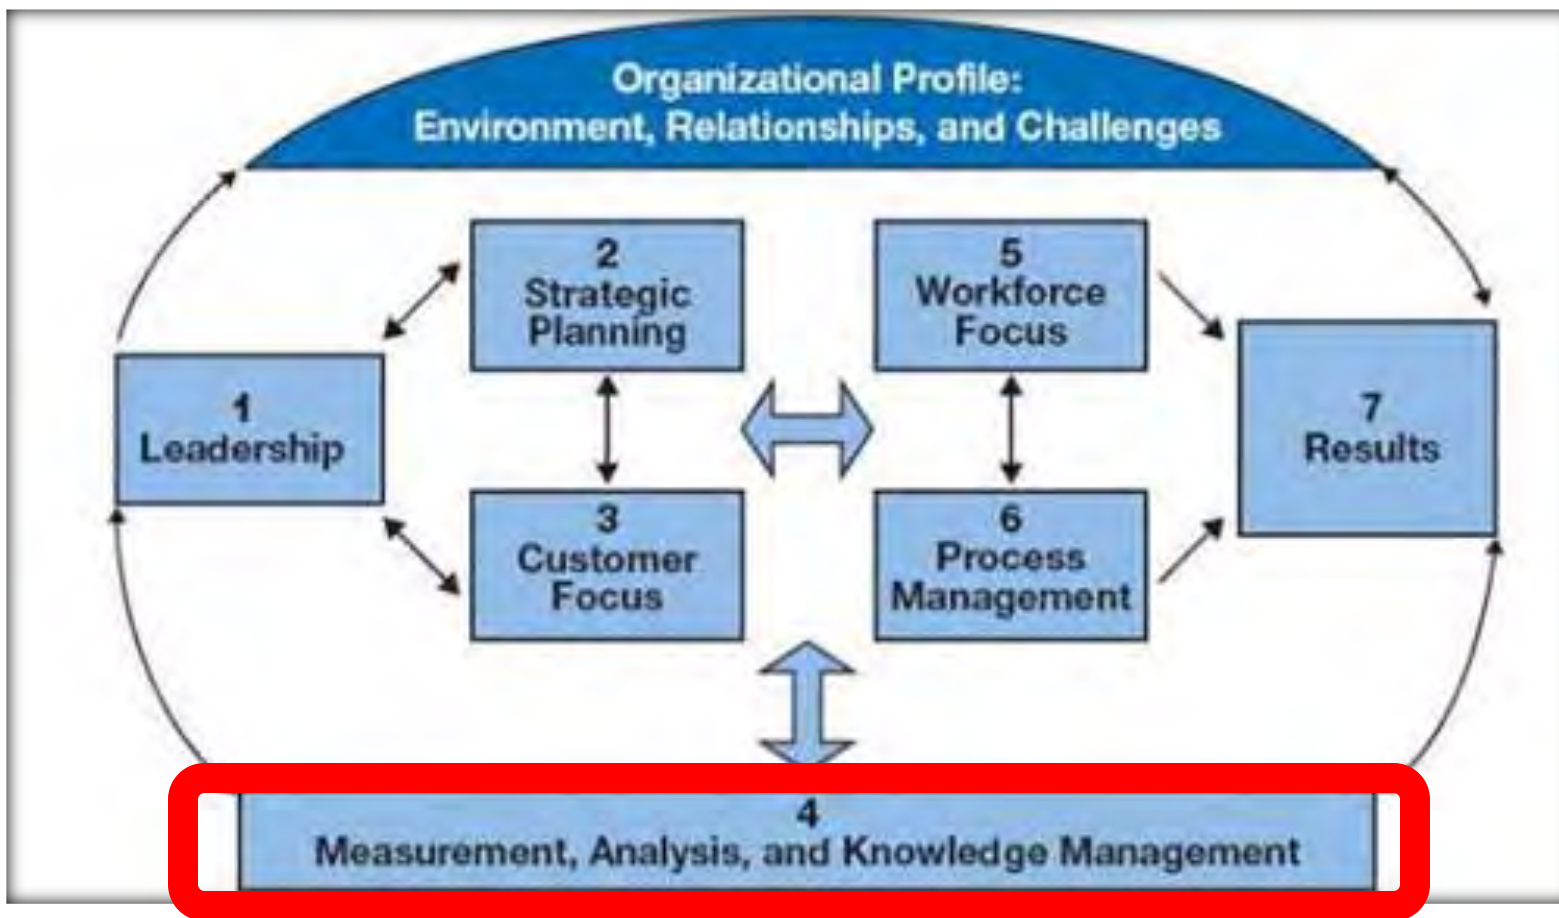 Organizational Profile:
Environment, Relationships, and Challenges
2
Strategic
Planning
5
Workforce
Focus
1
Leadership
7
Results
3
Customer
Focus
6
Process
Management
4
Measurement, Analysis, and Knowledge Management